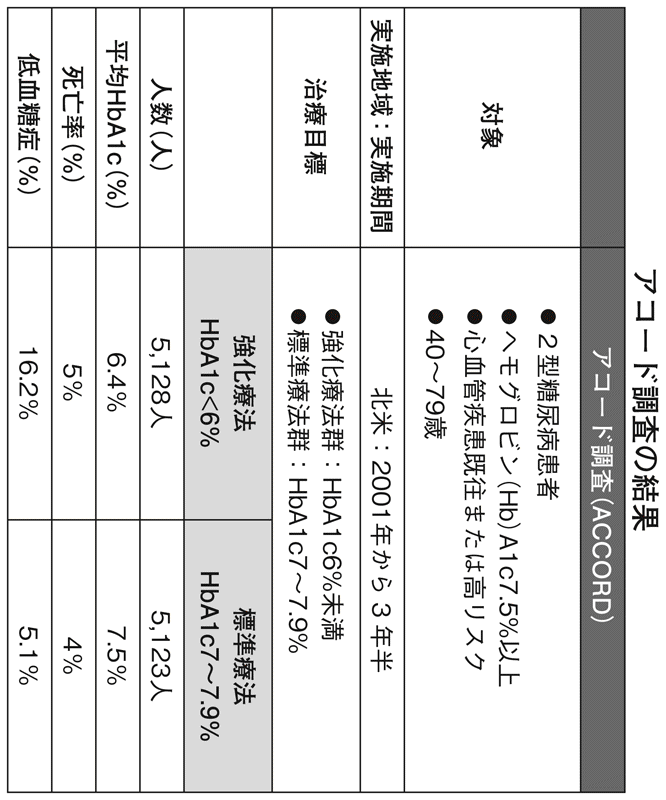 アコード調査の結果
アコード調査(ACCORD)
対象
●2型糖尿病患者
●ヘモグロビン(Hb)A1c7.5%以上
●心血管疾患既往または高リスク
●40〜79歳
実施地域:実施期間
北米:2001年から3年半
治療目標
●強化療法群:HbA1c6%未満
●標準療法群:HbA1c7〜7.9%
強化療法
HbA1c<6%
標準療法
HbA1c7〜7.9%
人数(人) 5,128人 5,123人
平均HbA1c(%) 6.4% 7.5%
死亡率(%) 5% 4%
低血糖症(%) 16.2% 5.1%